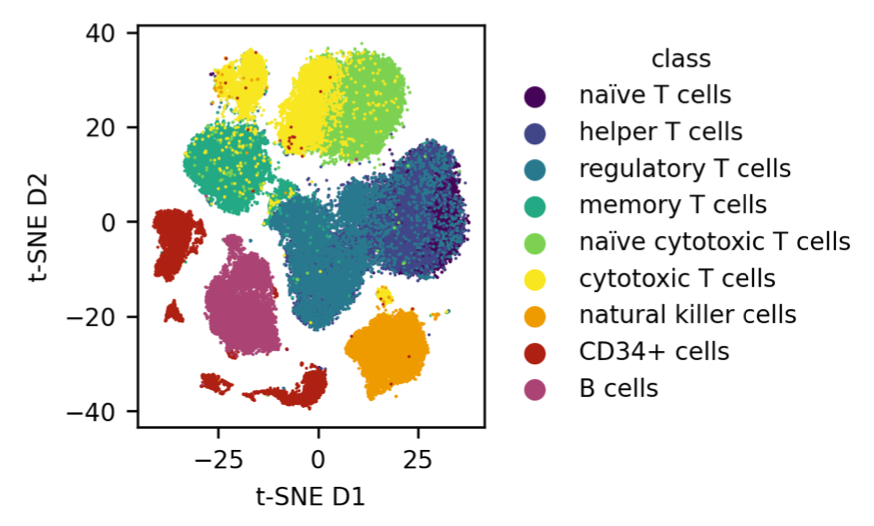 40
20
0
−20
−40
t-SNE D2
−25 0 25
t-SNE D1
class
naïve T cells
helper T cells
regulatory T cells
memory T cells
naïve cytotoxic T cells
cytotoxic T cells
natural killer cells
CD34+ cells
B cells